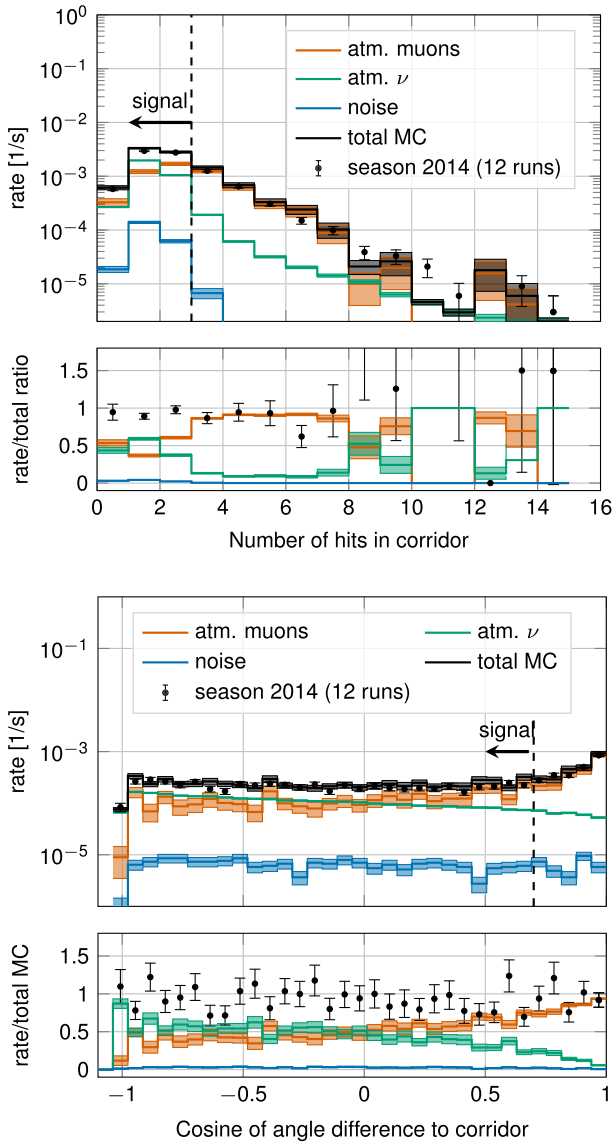 10⁰
10⁻¹
10⁻²
10⁻³
10⁻⁴
10⁻⁵
rate [1/s]
signal
atm. muons
atm. ν
noise
total MC
season 2014 (12 runs)
1.5
1
0.5
0
rate/total ratio
0 2 4 6 8 10 12 14 16
Number of hits in corridor
10⁻¹
10⁻³
10⁻⁵
rate [1/s]
atm. muons atm. ν
noise total MC
season 2014 (12 runs)
signal
1.5
1
0.5
0
rate/total MC
−1 −0.5 0 0.5 1
Cosine of angle difference to corridor